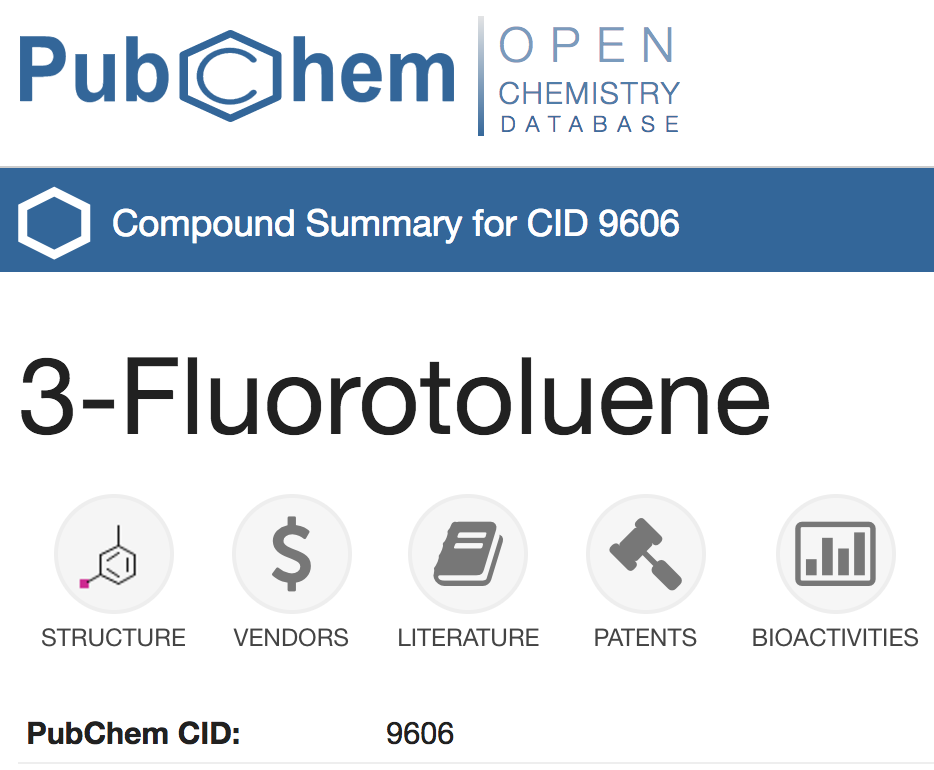 PubChem
OPEN
CHEMISTRY
DATABASE
Compound Summary for CID 9606
3-Fluorotoluene
$
STRUCTURE VENDORS LITERATURE PATENTS BIOACTIVITIES
PubChem CID: 9606